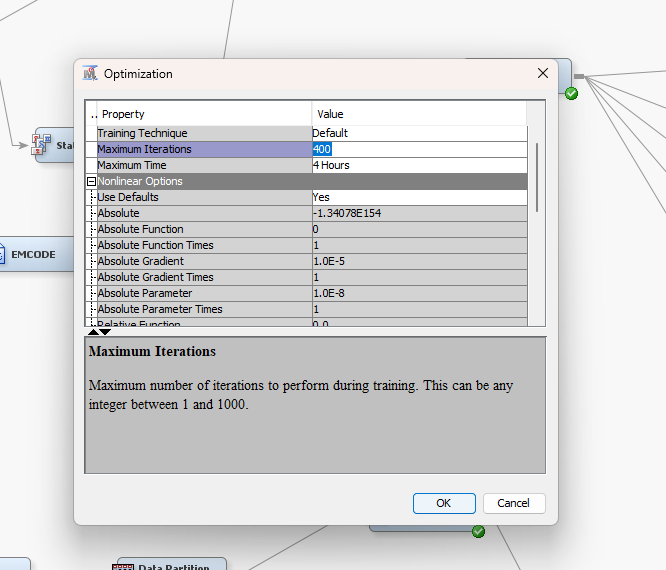 Optimization
.. Property Value
Training Technique Default
Maximum Iterations 400
Maximum Time 4 Hours
Nonlinear Options
Use Defaults Yes
Absolute -1.34078E154
Absolute Function 0
Absolute Function Times 1
Absolute Gradient 1.0E-5
Absolute Gradient Times 1
Absolute Parameter 1.0E-8
Absolute Parameter Times 1
Relative Function 0.0
Maximum Iterations
Maximum number of iterations to perform during training. This can be any
integer between 1 and 1000.
OK Cancel
Stat
EMCODE
Data Partition